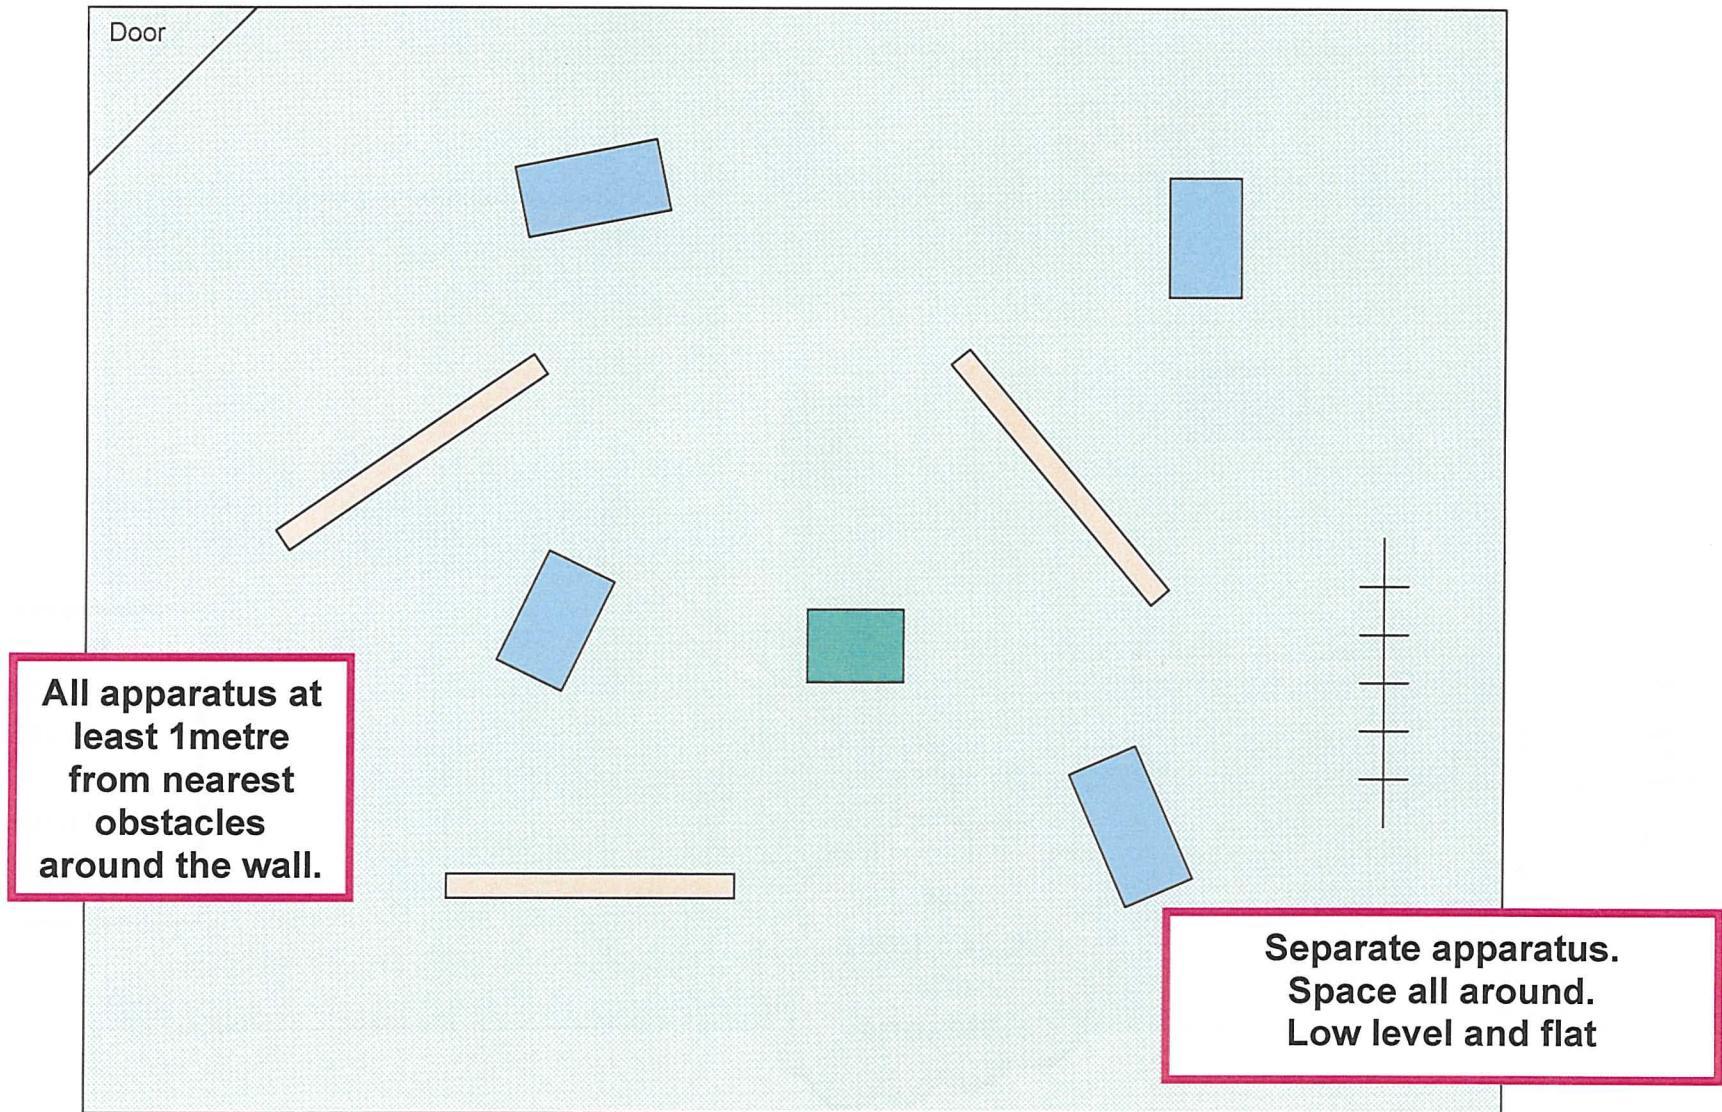 Door
All apparatus at
least 1metre
from nearest
obstacles
around the wall.
Separate apparatus.
Space all around.
Low level and flat